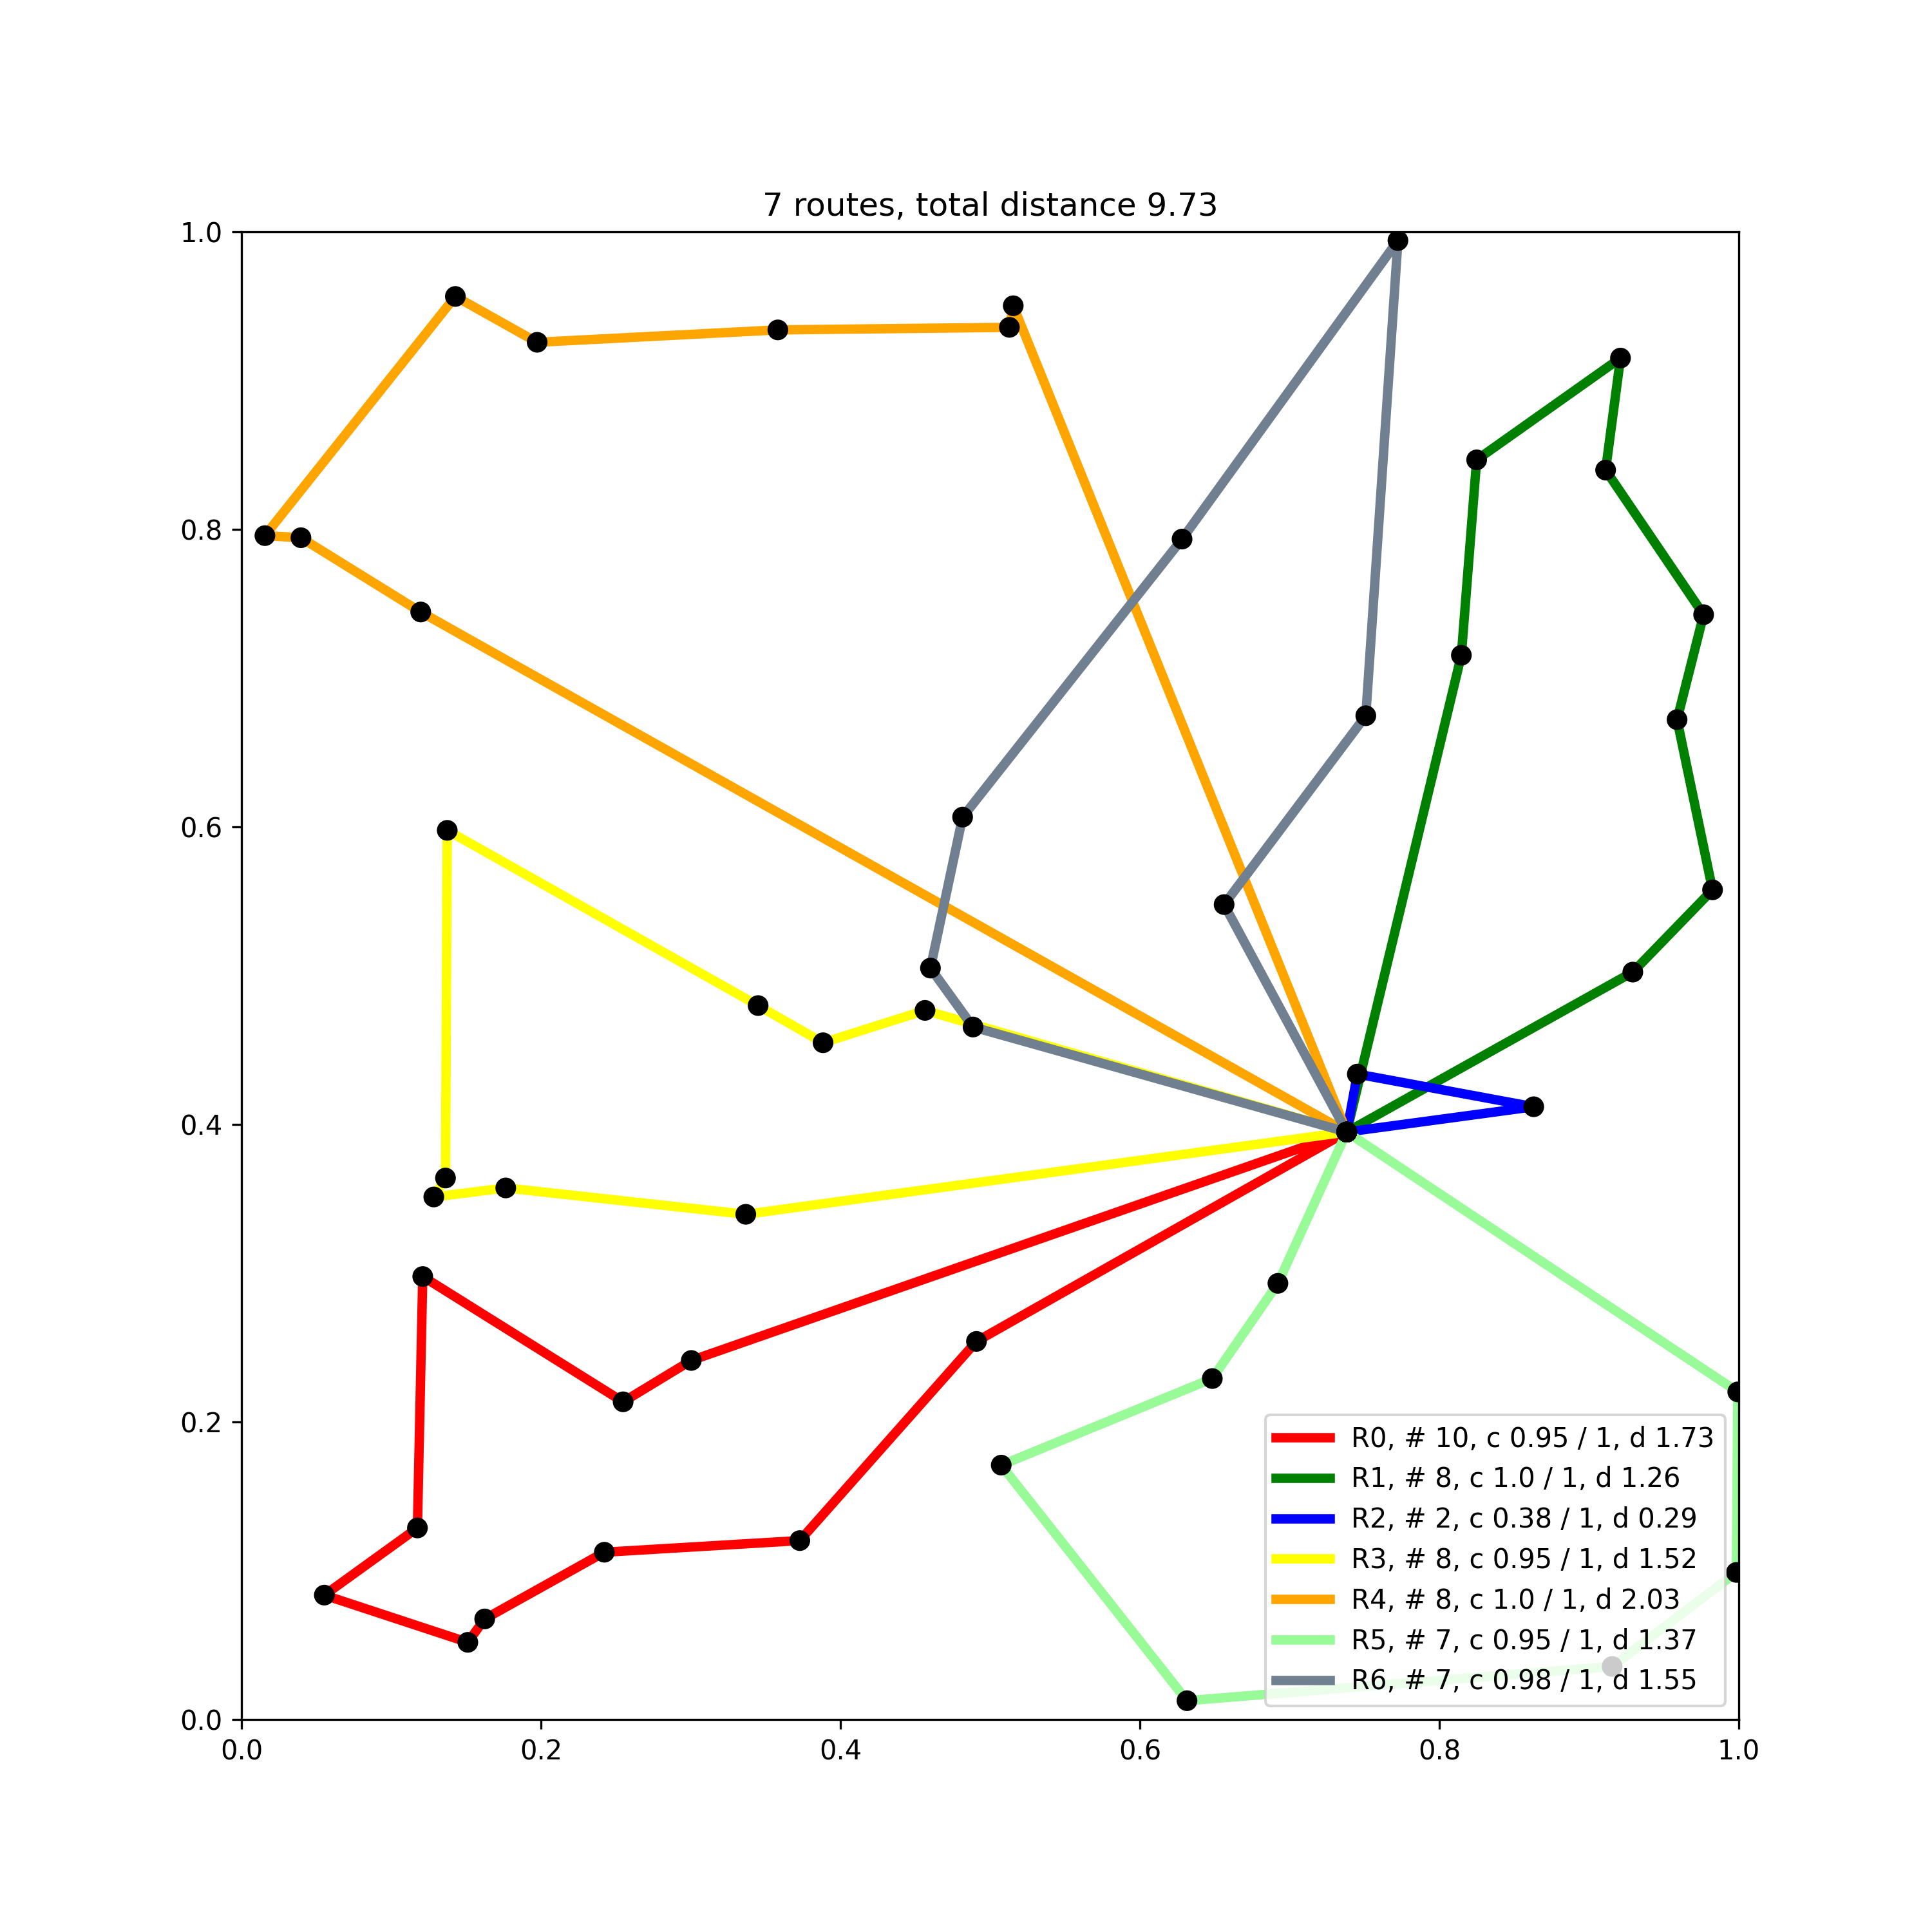 7 routes, total distance 9.73
1.0
0.8
0.6
0.4
0.2
0.0
0.0 0.2 0.4 0.6 0.8 1.0
R0, # 10, c 0.95 / 1, d 1.73
R1, # 8, c 1.0 / 1, d 1.26
R2, # 2, c 0.38 / 1, d 0.29
R3, # 8, c 0.95 / 1, d 1.52
R4, # 8, c 1.0 / 1, d 2.03
R5, # 7, c 0.95 / 1, d 1.37
R6, # 7, c 0.98 / 1, d 1.55